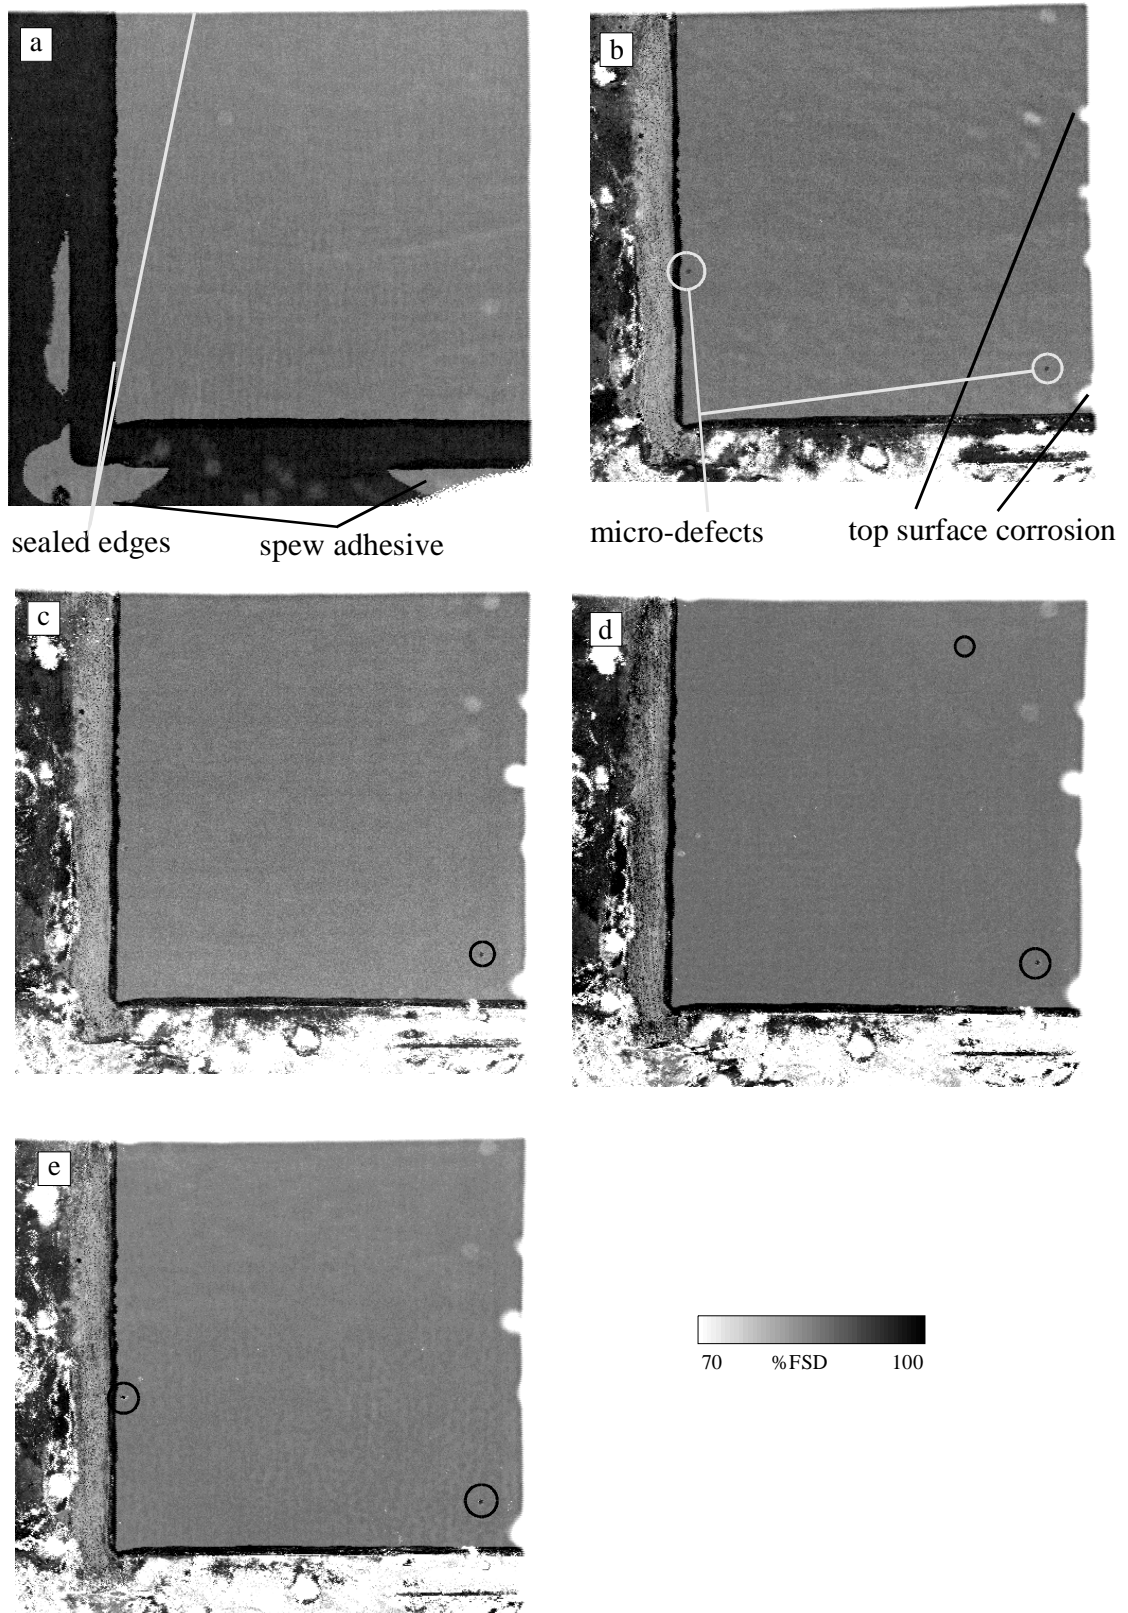 a
b
sealed edges
spew adhesive
micro-defects
top surface corrosion
c
d
e
70 %FSD 100